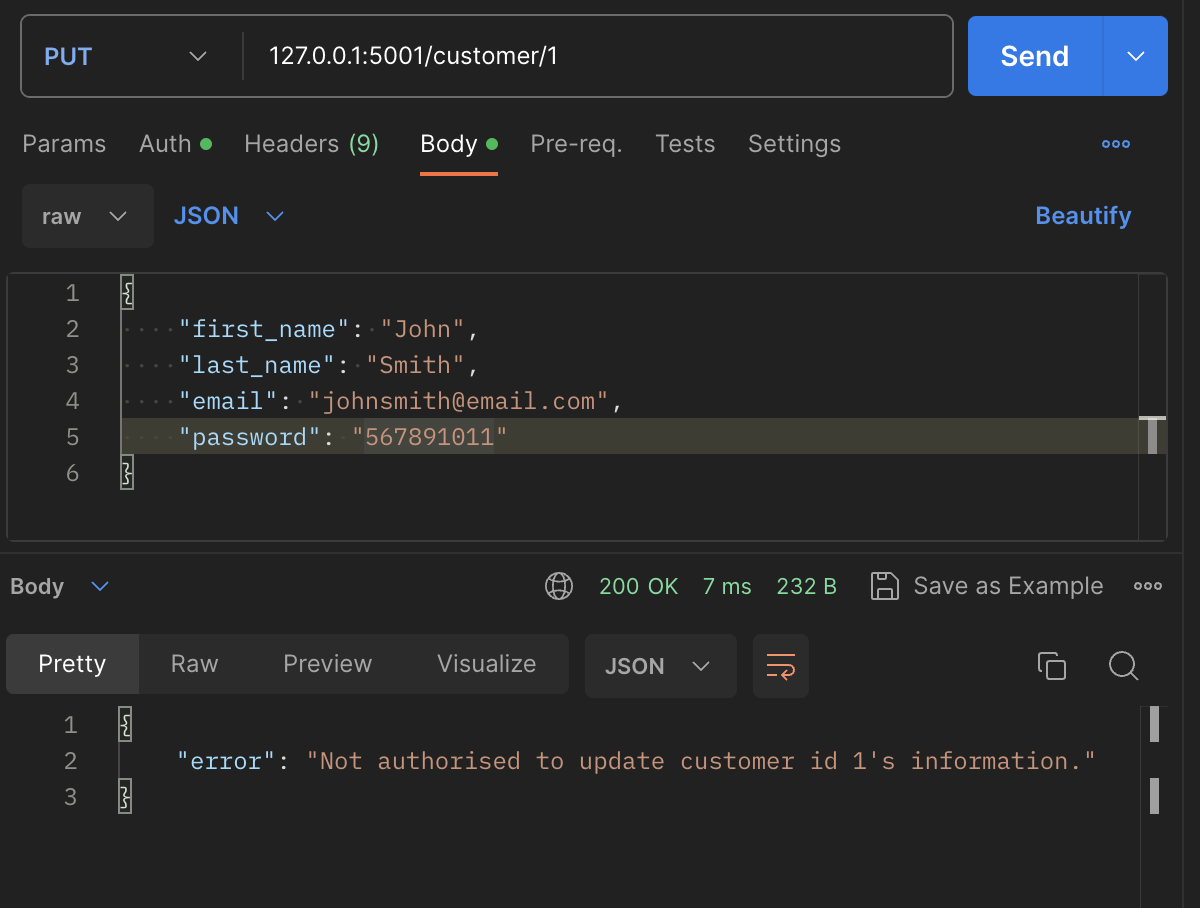 PUT 127.0.0.1:5001/customer/1 Send
Params Auth Headers (9) Body Pre-req. Tests Settings
raw JSON Beautify
1 {
2 "first_name": "John",
3 "last_name": "Smith",
4 "email": "johnsmith@email.com",
5 "password": "567891011"
6 }
Body 200 OK 7 ms 232 B Save as Example
Pretty Raw Preview Visualize JSON
1 {
2 "error": "Not authorised to update customer id 1's information."
3 }